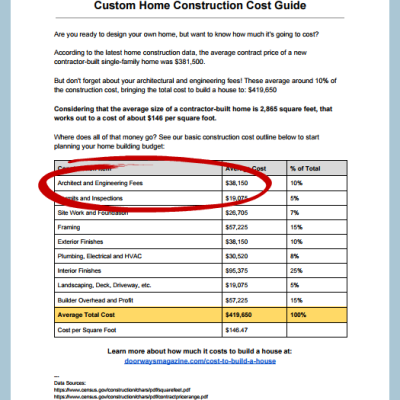 Custom Home Construction Cost Guide
Are you ready to design your own home, but want to know how much it's going to cost?
According to the latest home construction data, the average contract price of a new
contractor-built single-family home was $381,500.
But don't forget about your architectural and engineering fees! These average around 10% of
the construction cost, bringing the total cost to build a house to: $419,650
Considering that the average size of a contractor-built home is 2,865 square feet, that
works out to a cost of about $146 per square foot.
Where does all of that money go? See our basic construction cost outline below to start
planning your home building budget:
Construction Item Average Cost % of Total
Architect and Engineering Fees $38,150 10%
and Inspections $19,075 5%
Site Work and Foundation $26,705 7%
Framing $57,225 15%
Exterior Finishes $38,150 10%
Plumbing, Electrical and HVAC $30,520 8%
Interior Finishes $95,375 25%
Landscaping, Deck, Driveway, etc. $19,075 5%
Builder Overhead and Profit $57,225 15%
Average Total Cost $419,650 100%
Cost per Square Foot $146.47
Learn more about how much it costs to build a house at:
doorwaysmagazine.com/cost-to-build-a-house
---
Data Sources:
https://www.census.gov/construction/chars/pdf/squarefeet.pdf
https://www.census.gov/construction/chars/pdf/contractpricerange.pdf